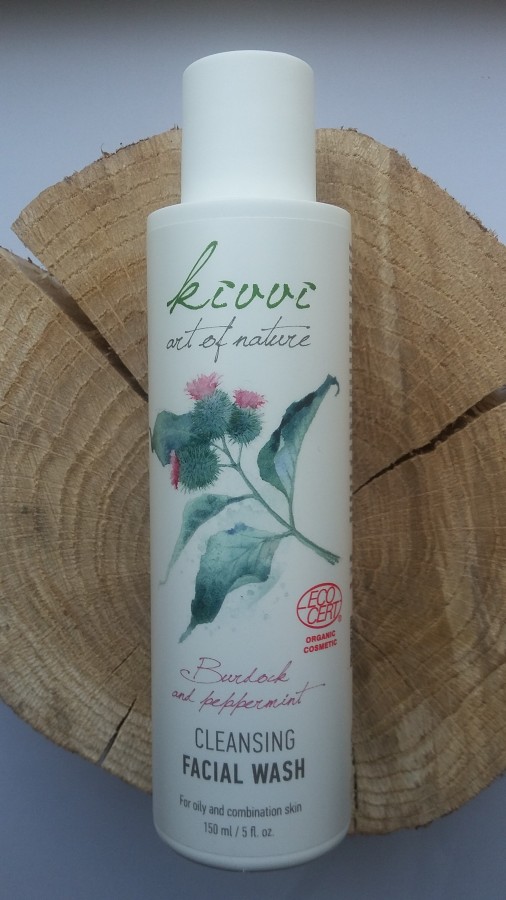 kivvi
art of nature
ECO
CERT®
ORGANIC
COSMETIC
Burdock
and peppermint
CLEANSING
FACIAL WASH
For oily and combination skin
150 ml / 5 fl. oz.